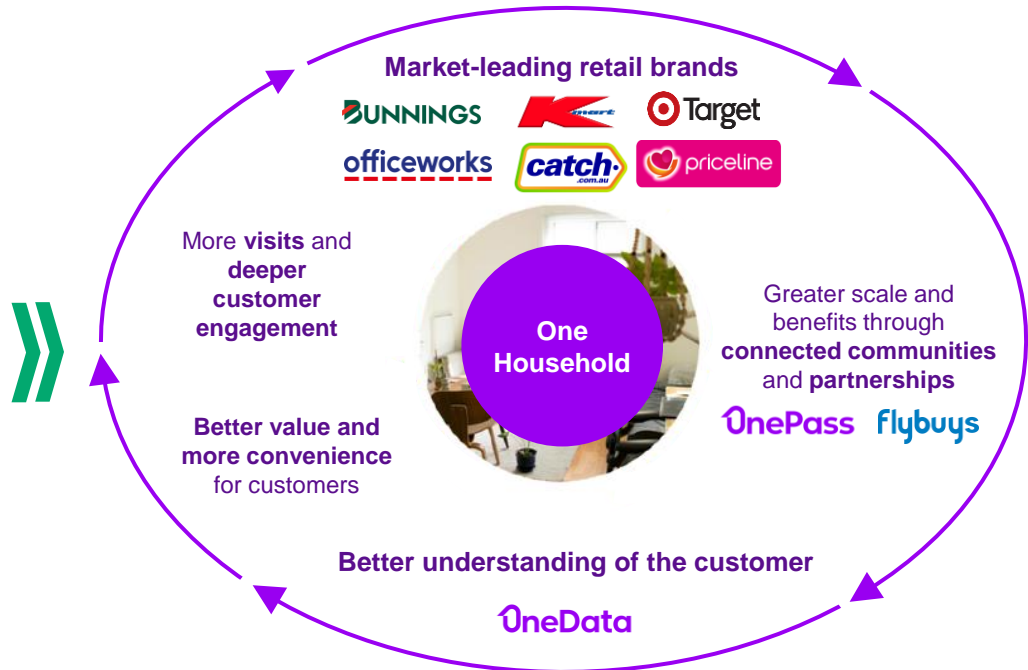 Market-leading retail brands
BUNNINGS
Kmart
Target
officeworks
catch.com.au
priceline
More visits and
deeper
customer
engagement
One
Household
Greater scale and
benefits through
connected communities
and partnerships
OnePass
flybuys
Better value and
more convenience
for customers
Better understanding of the customer
OneData